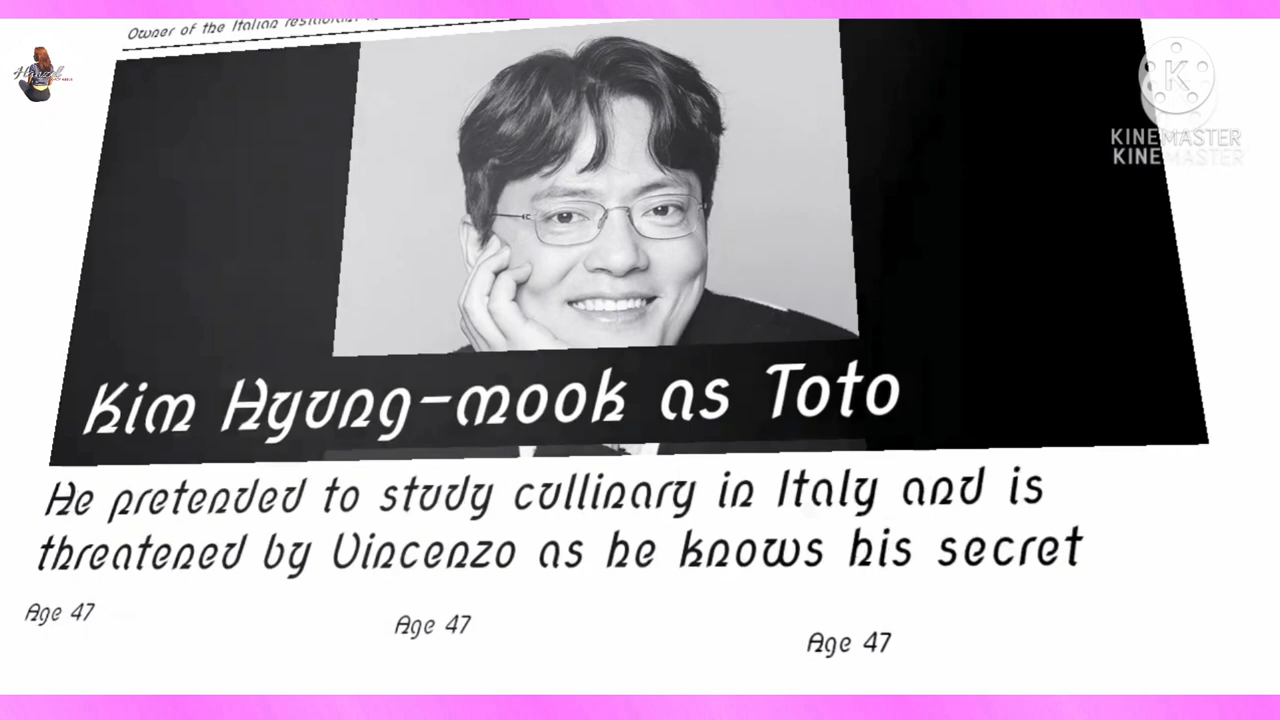 Owner of the Italian restaurant
KINEMASTER
KINEMASTER
Kim Hyung-mook as Toto
He pretended to study cullinary in Italy and is
threatened by Vincenzo as he knows his secret
Age 47
Age 47
Age 47